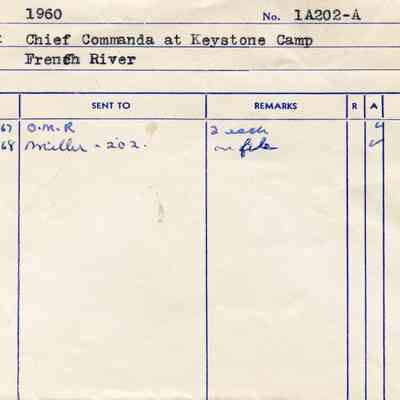 1960 No. 1A202-A
Chief Commanda at Keystone Camp
French River
SENT TO REMARKS R A
67 O.M.R 2 each
68 Miller - 202. on file